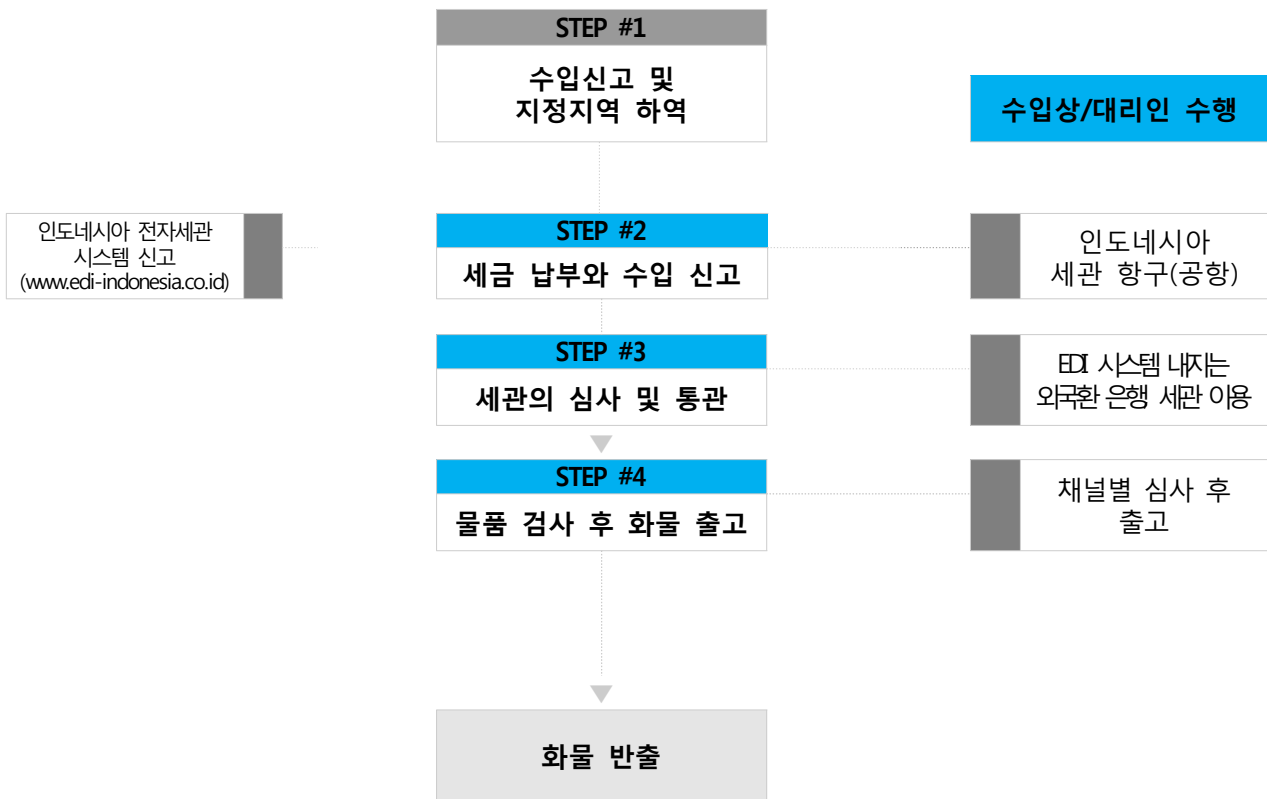 STEP #1
수입신고 및
지정지역 하역
수입상/대리인 수행
인도네시아 전자세관
시스템 신고
(www.edi-indonesia.co.id)
STEP #2
세금 납부와 수입 신고
인도네시아
세관 항구(공항)
STEP #3
세관의 심사 및 통관
EDI 시스템 내지는
외국환 은행 세관 이용
STEP #4
물품 검사 후 화물 출고
채널별 심사 후
출고
화물 반출